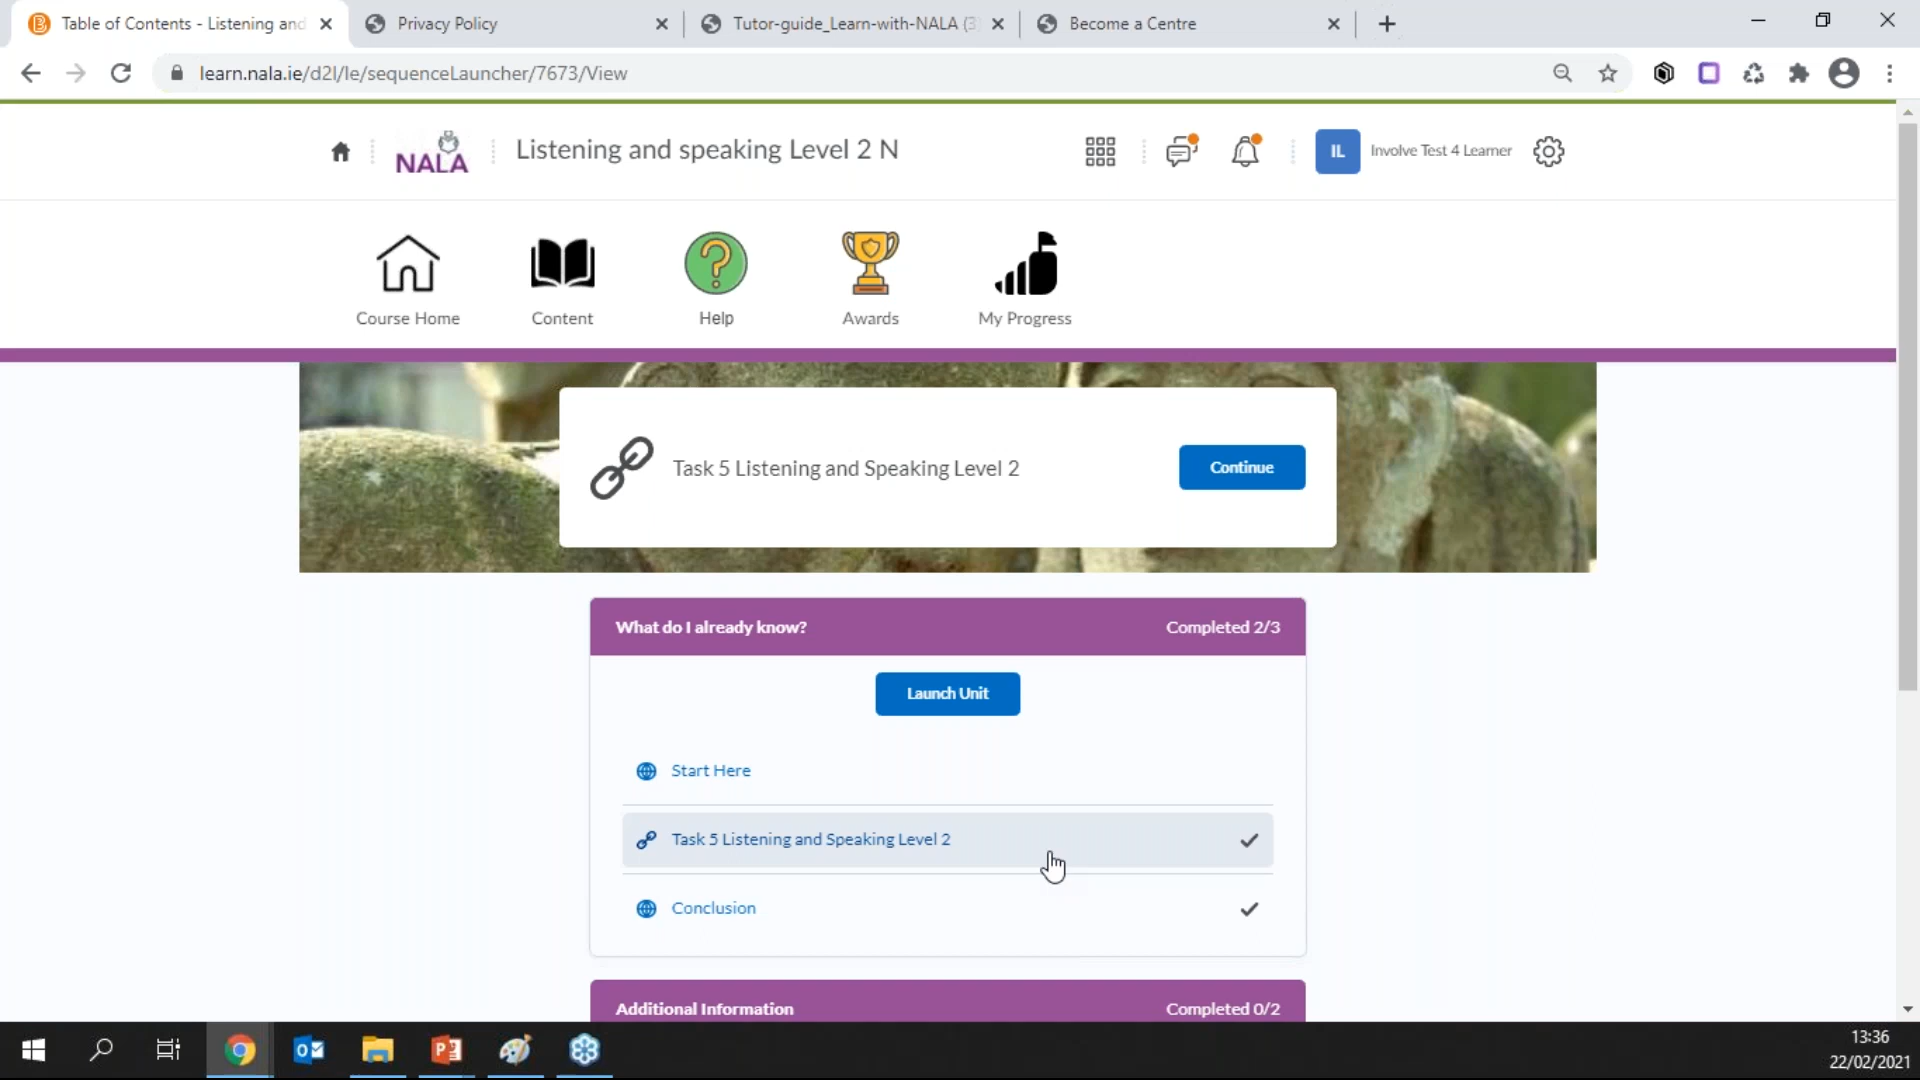 Table of Contents - Listening and
Privacy Policy
Tutor-guide_Learn-with-NALA (3
Become a Centre
learn.nala.ie/d2l/le/sequenceLauncher/7673/View
NALA
Listening and speaking Level 2 N
IL
Involve Test 4 Learner
Course Home
Content
Help
Awards
My Progress
Task 5 Listening and Speaking Level 2
Continue
What do I already know?
Completed 2/3
Launch Unit
Start Here
Task 5 Listening and Speaking Level 2
Conclusion
Additional Information
Completed 0/2
13:36
22/02/2021